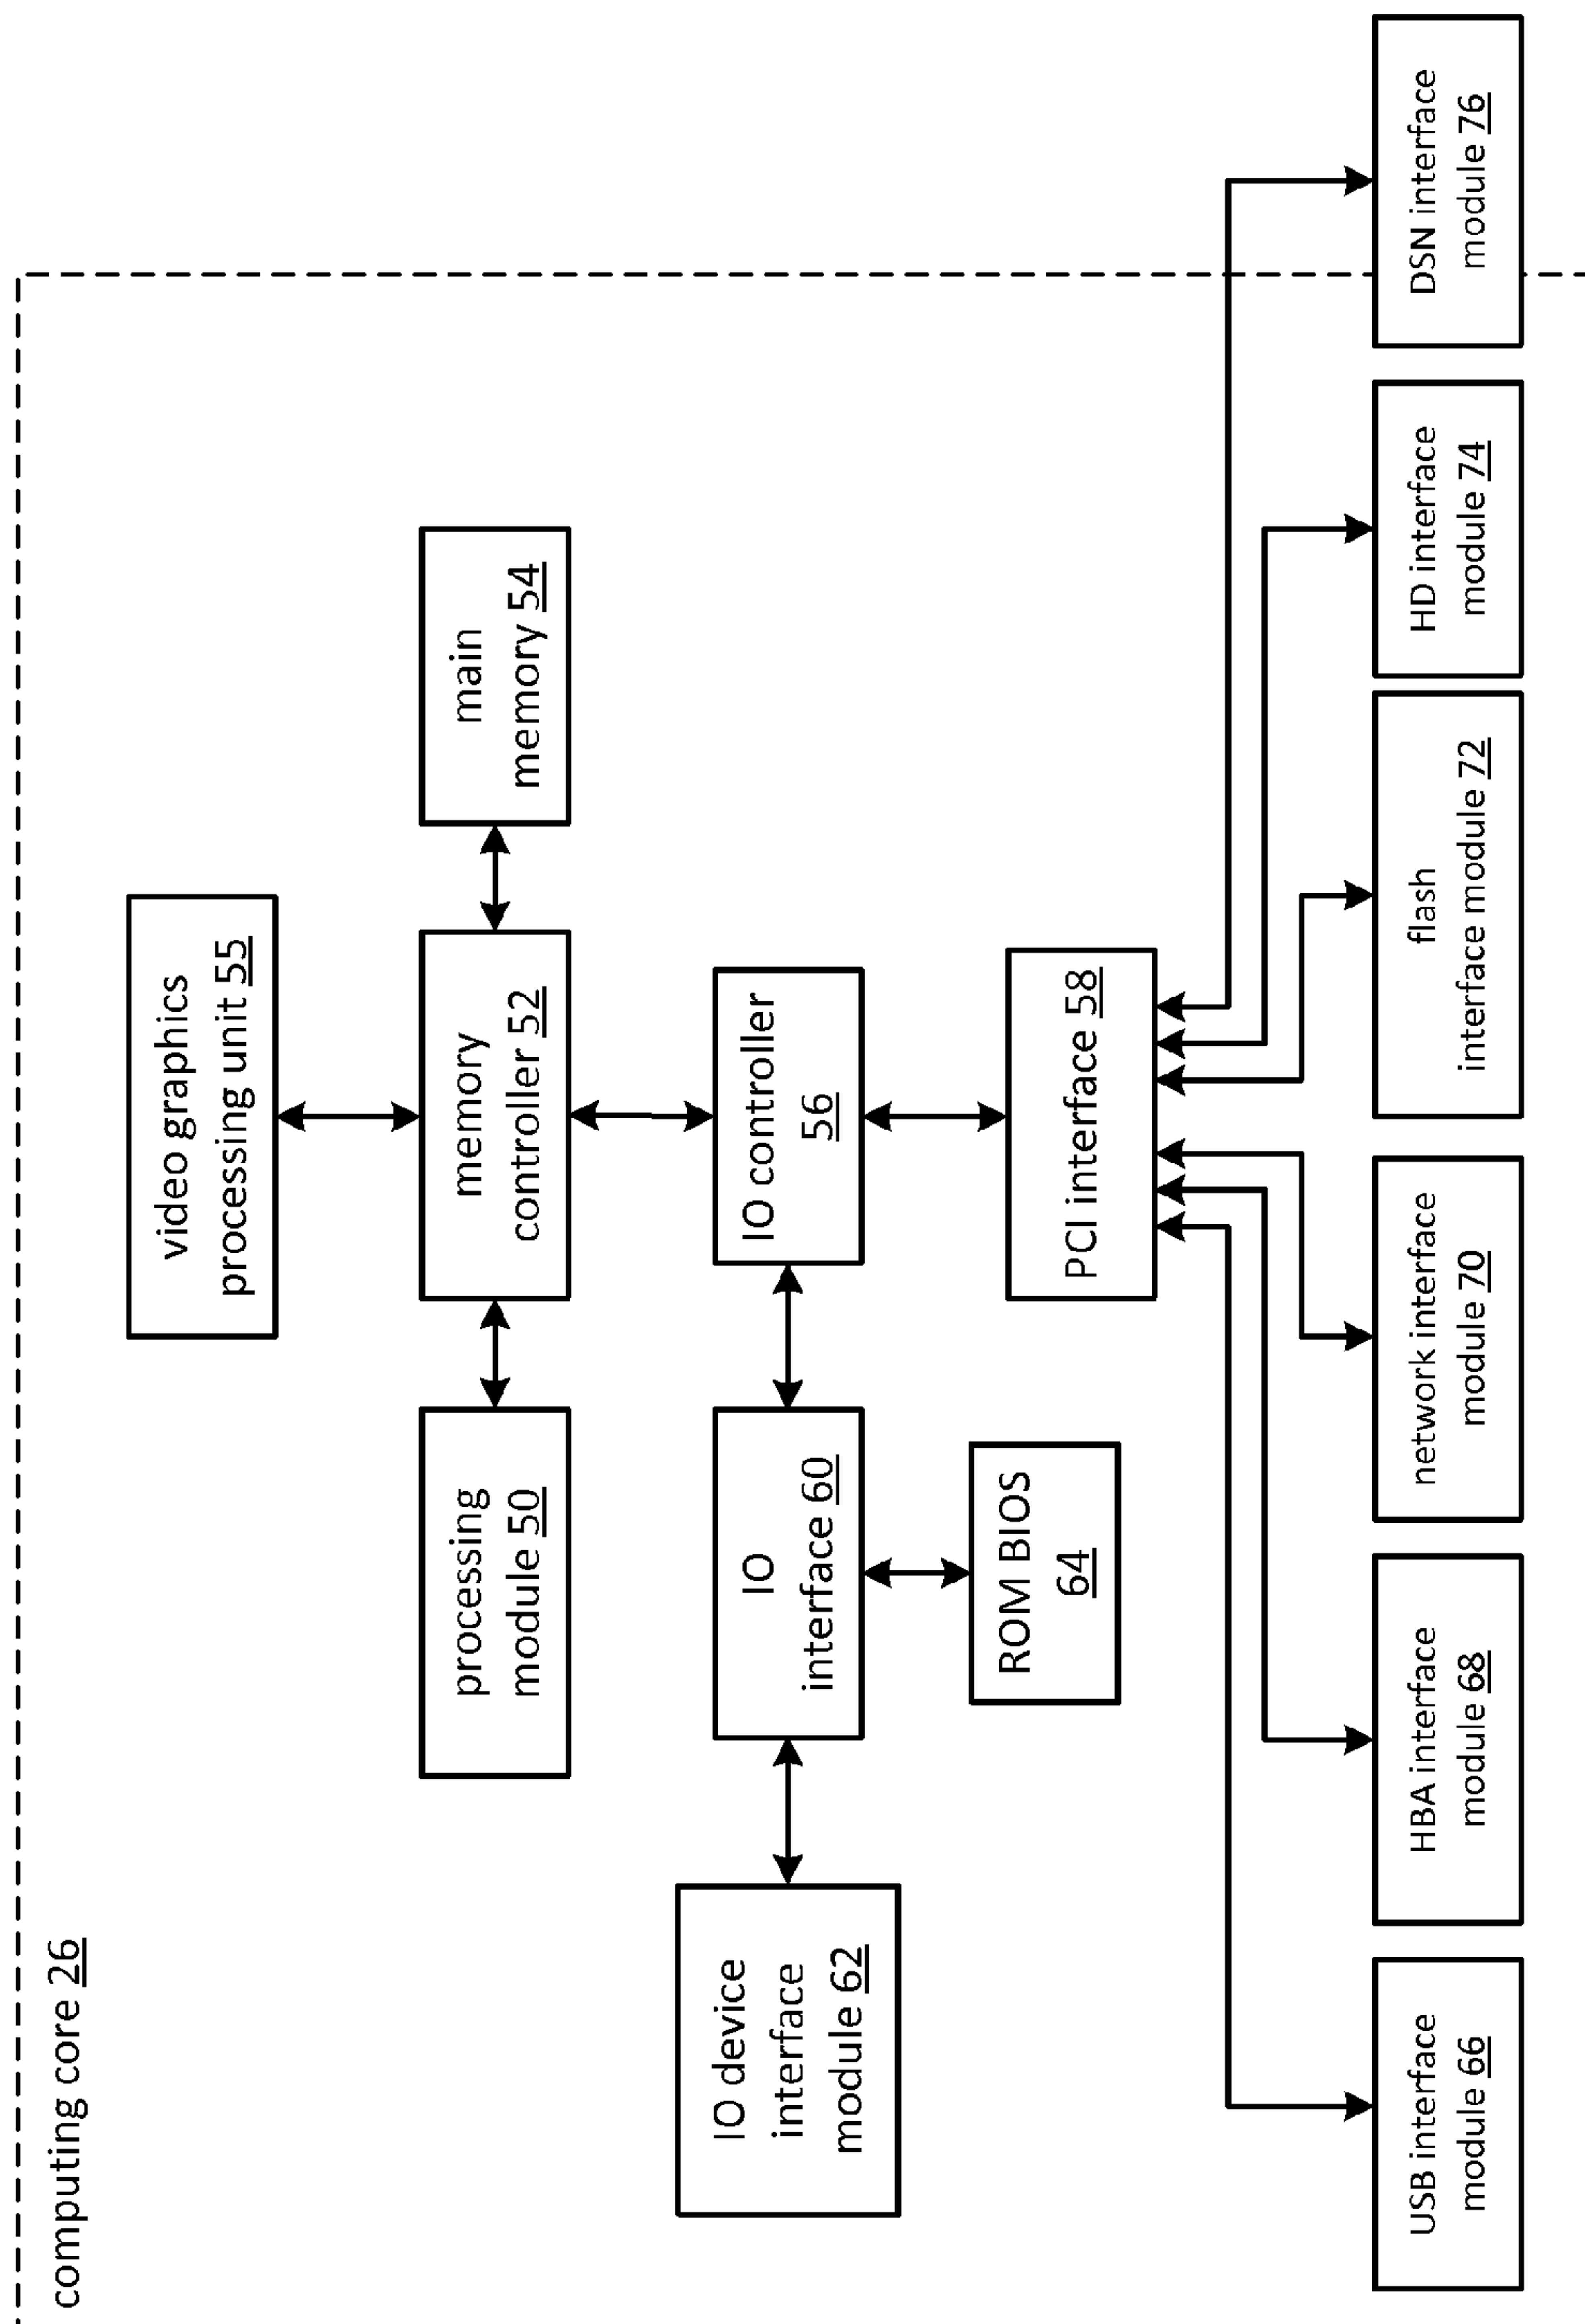 computing core 26
video graphics
processing unit 55
processing
module 50
memory
controller 52
main
memory 54
IO device
interface
module 62
IO
interface 60
IO controller
56
ROM BIOS
64
PCI interface 58
USB interface
module 66
HBA interface
module 68
network interface
module 70
flash
interface module 72
HD interface
module 74
DSN interface
module 76